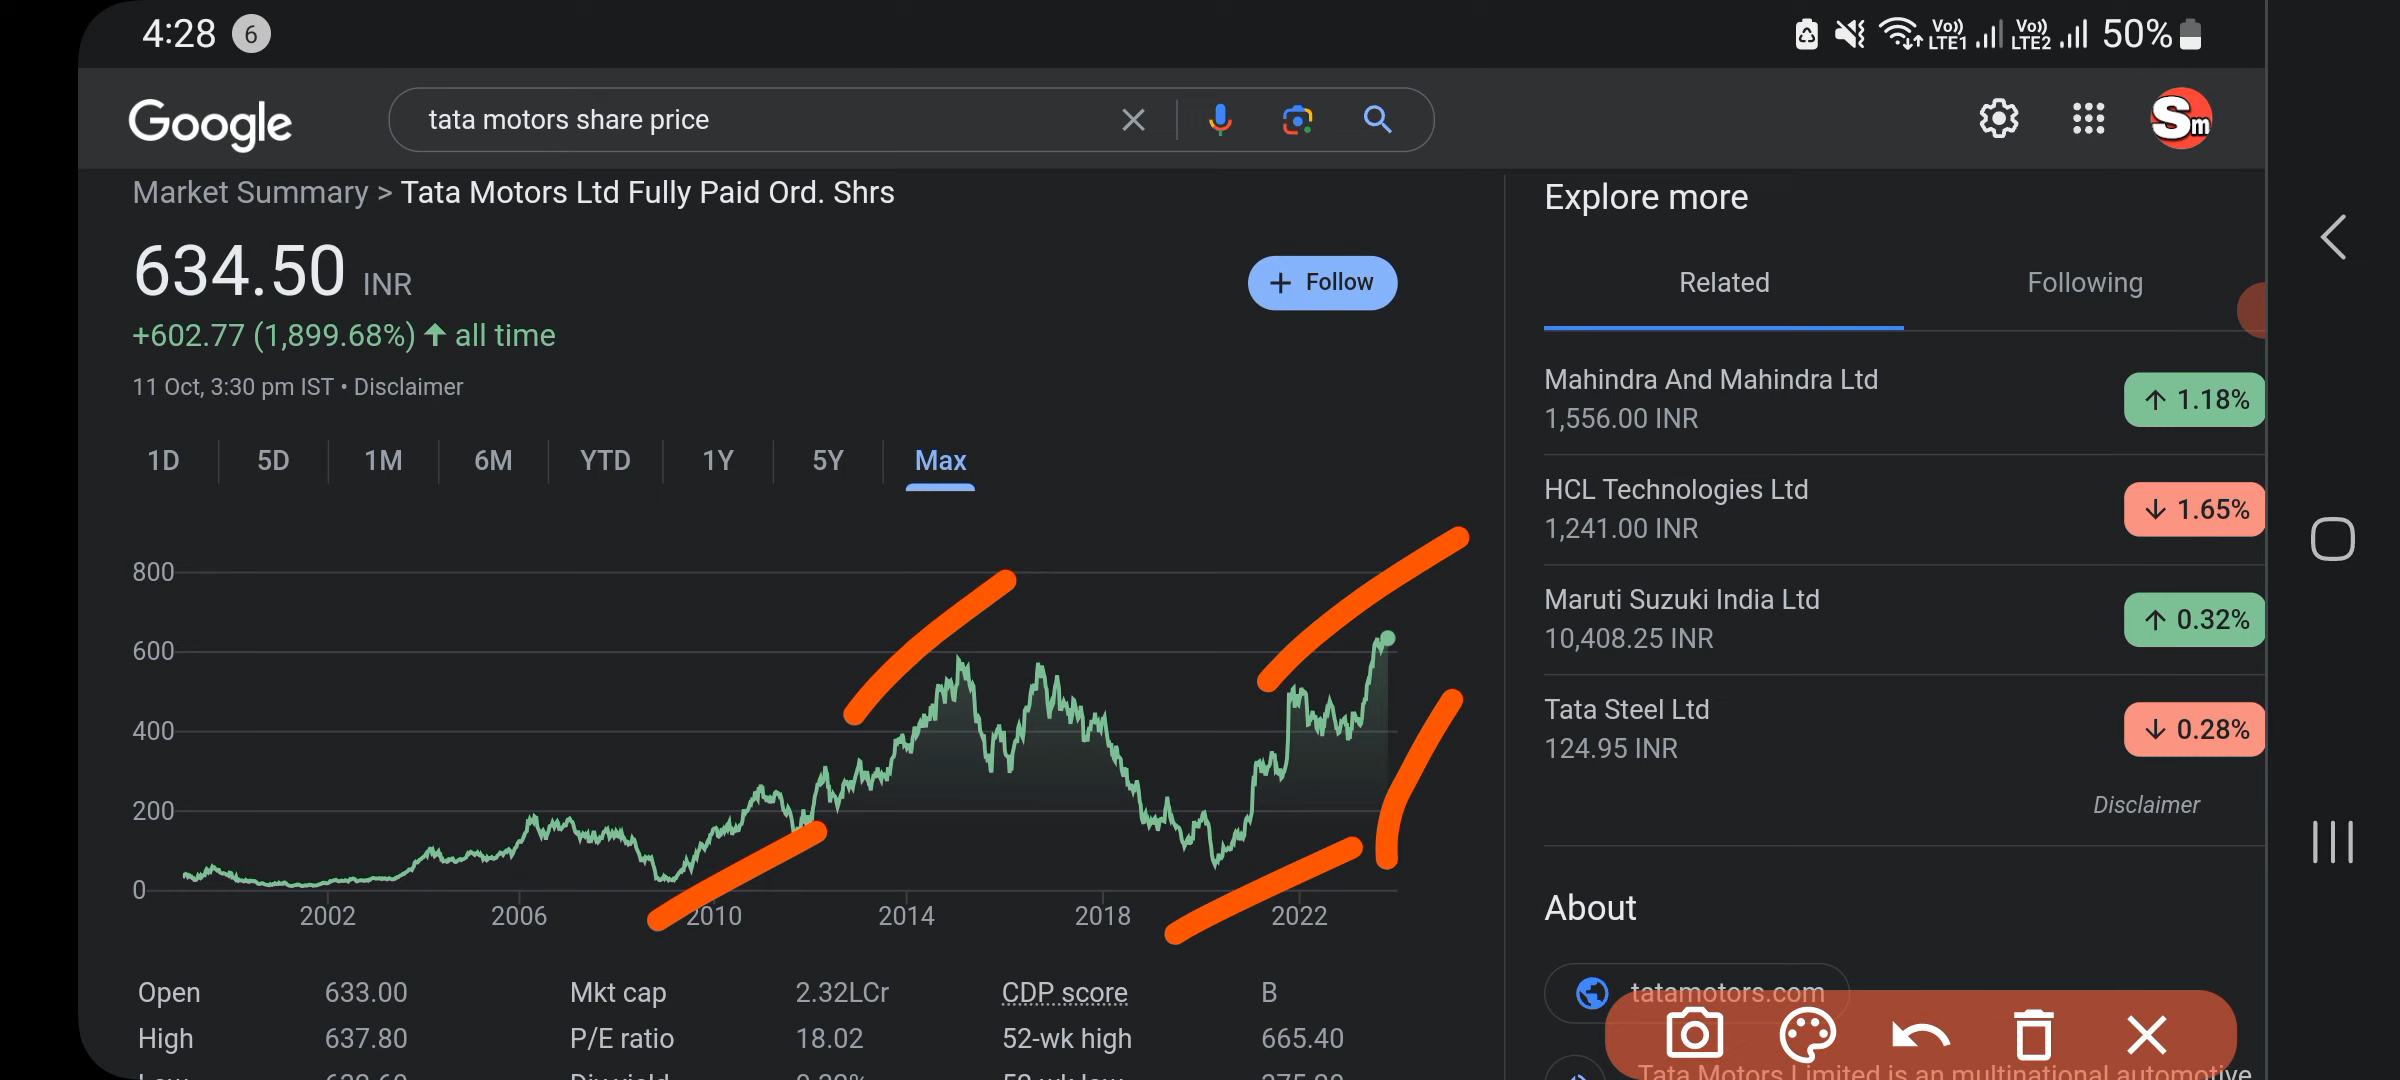 4:28 6 Vo)) LTE1 Vo)) LTE2 50%
Google tata motors share price Sm
Market Summary > Tata Motors Ltd Fully Paid Ord. Shrs
634.50 INR
+ Follow
+602.77 (1,899.68%) ↑ all time
11 Oct, 3:30 pm IST • Disclaimer
1D 5D 1M 6M YTD 1Y 5Y Max
800
600
400
200
0
2002 2006 2010 2014 2018 2022
Open 633.00 Mkt cap 2.32LCr CDP score B
High 637.80 P/E ratio 18.02 52-wk high 665.40
Explore more
Related Following
Mahindra And Mahindra Ltd
1,556.00 INR
↑ 1.18%
HCL Technologies Ltd
1,241.00 INR
↓ 1.65%
Maruti Suzuki India Ltd
10,408.25 INR
↑ 0.32%
Tata Steel Ltd
124.95 INR
↓ 0.28%
Disclaimer
About
tatamotors.com
Tata Motors Limited is an multinational automotive